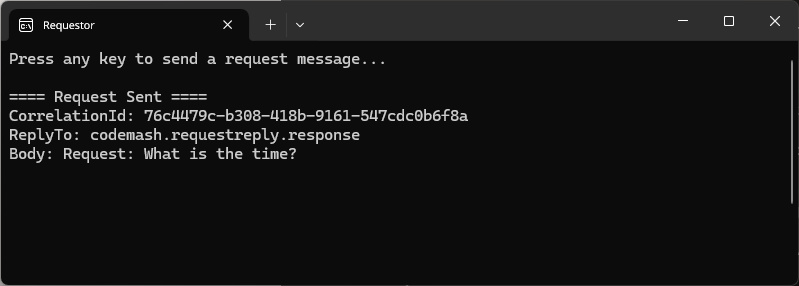 Requestor
Press any key to send a request message...
==== Request Sent ====
CorrelationId: 76c4479c-b308-418b-9161-547cdc0b6f8a
ReplyTo: codemash.requestreply.response
Body: Request: What is the time?